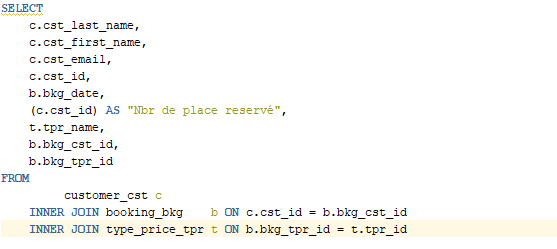 SELECT
    c.cst_last_name,
    c.cst_first_name,
    c.cst_email,
    c.cst_id,
    b.bkg_date,
    (c.cst_id) AS "Nbr de place reservé",
    t.tpr_name,
    b.bkg_cst_id,
    b.bkg_tpr_id
FROM
         customer_cst c
    INNER JOIN booking_bkg    b ON c.cst_id = b.bkg_cst_id
    INNER JOIN type_price_tpr t ON b.bkg_tpr_id = t.tpr_id